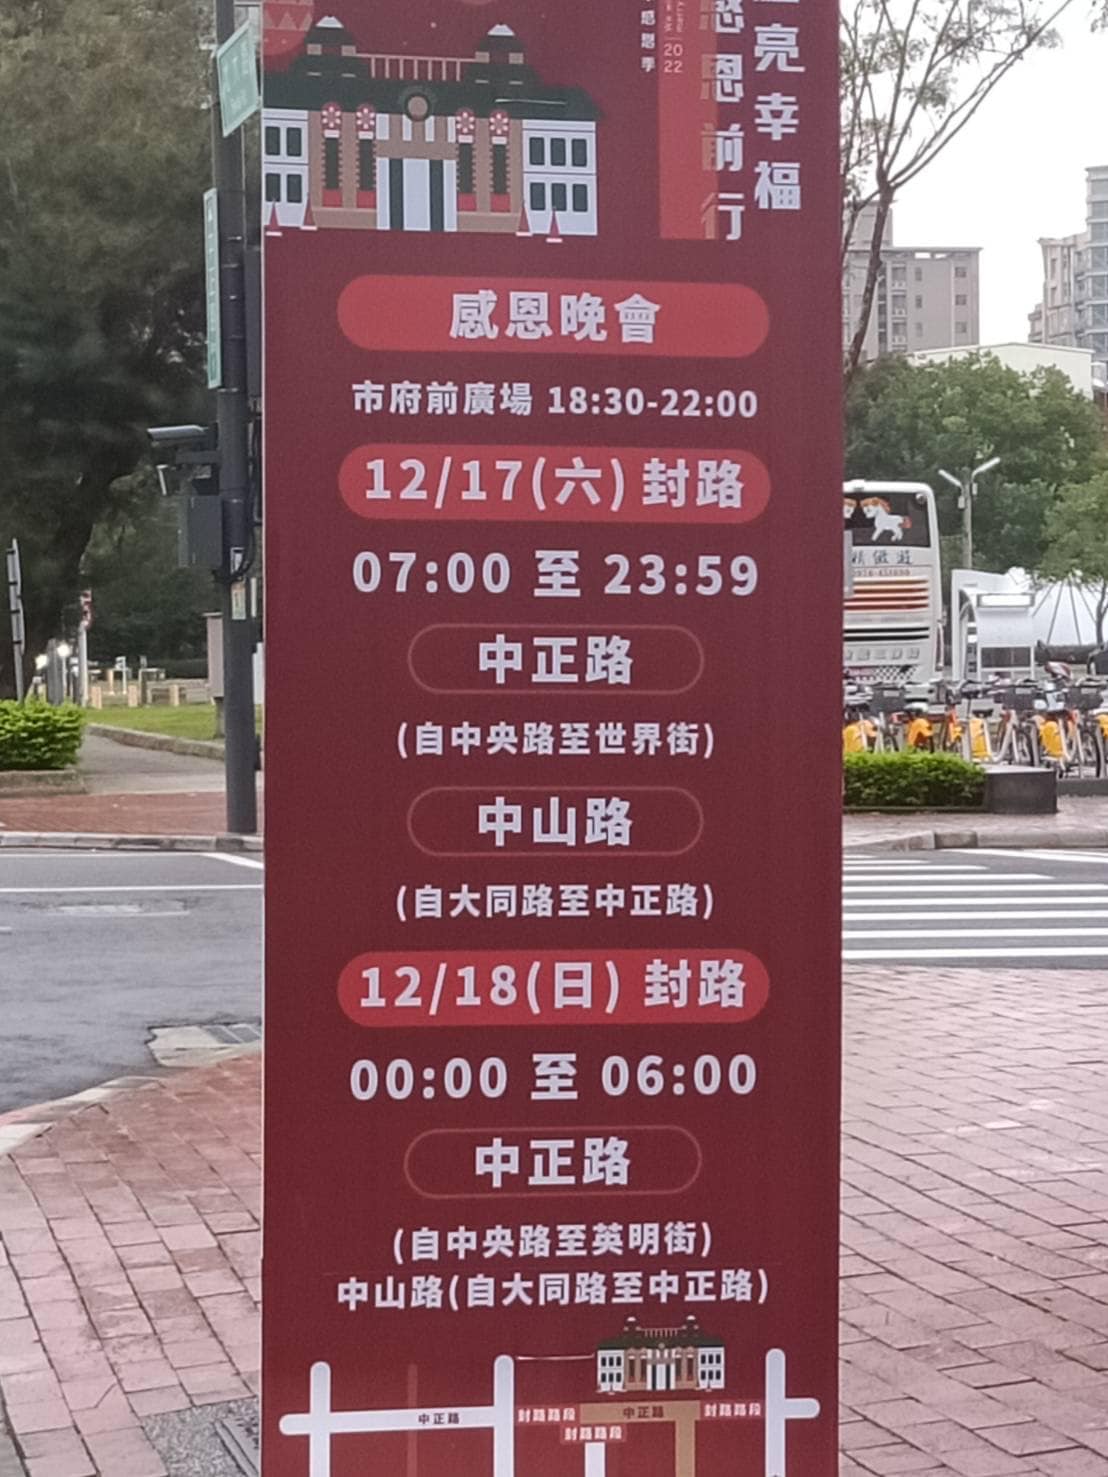 亮幸福
感恩前行
2022
感恩季
感恩晚會
市府前廣場 18:30-22:00
12/17(六) 封路
07:00 至 23:59
中正路
(自中央路至世界街)
中山路
(自大同路至中正路)
12/18(日) 封路
00:00 至 06:00
中正路
(自中央路至英明街)
中山路(自大同路至中正路)
中正路
封路路段
中正路
封路路段
封路路段